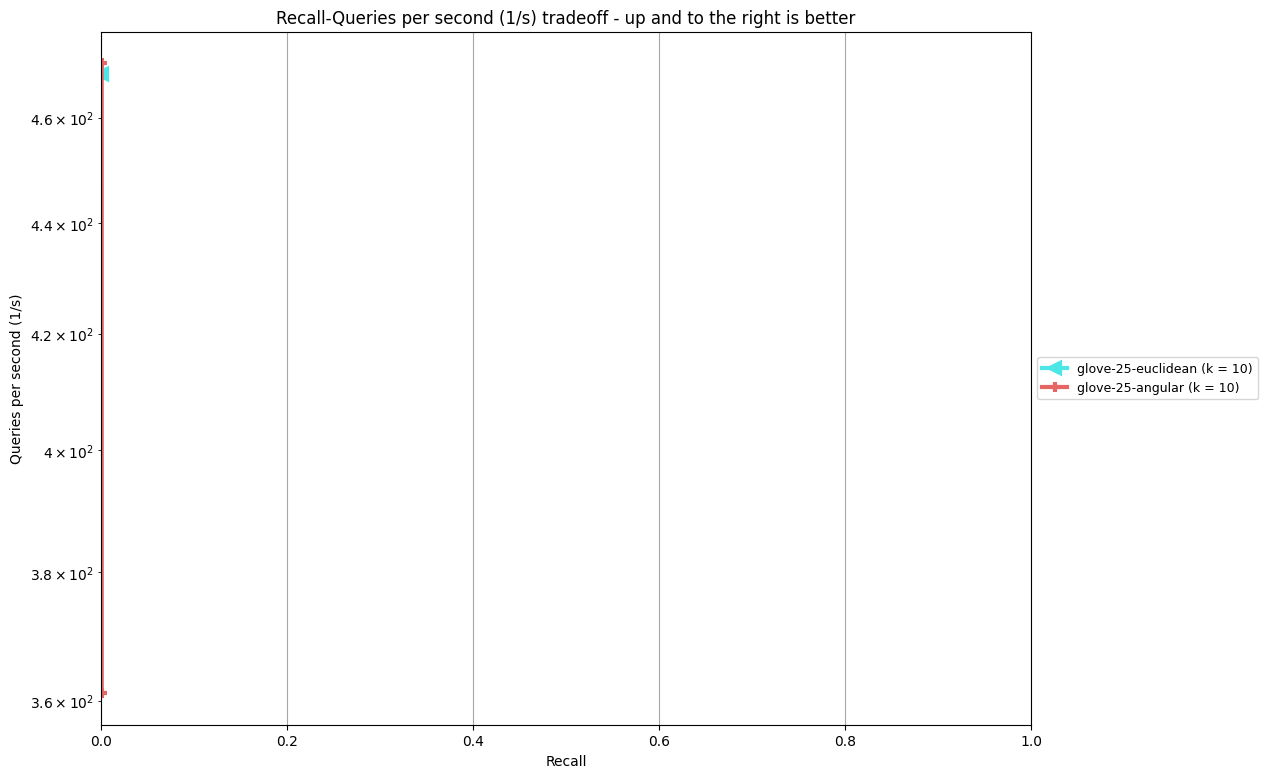 Recall-Queries per second (1/s) tradeoff - up and to the right is better
4.6 × 10²
4.4 × 10²
4.2 × 10²
4 × 10²
3.8 × 10²
3.6 × 10²
Queries per second (1/s)
0.0 0.2 0.4 0.6 0.8 1.0
Recall
glove-25-euclidean (k = 10)
glove-25-angular (k = 10)